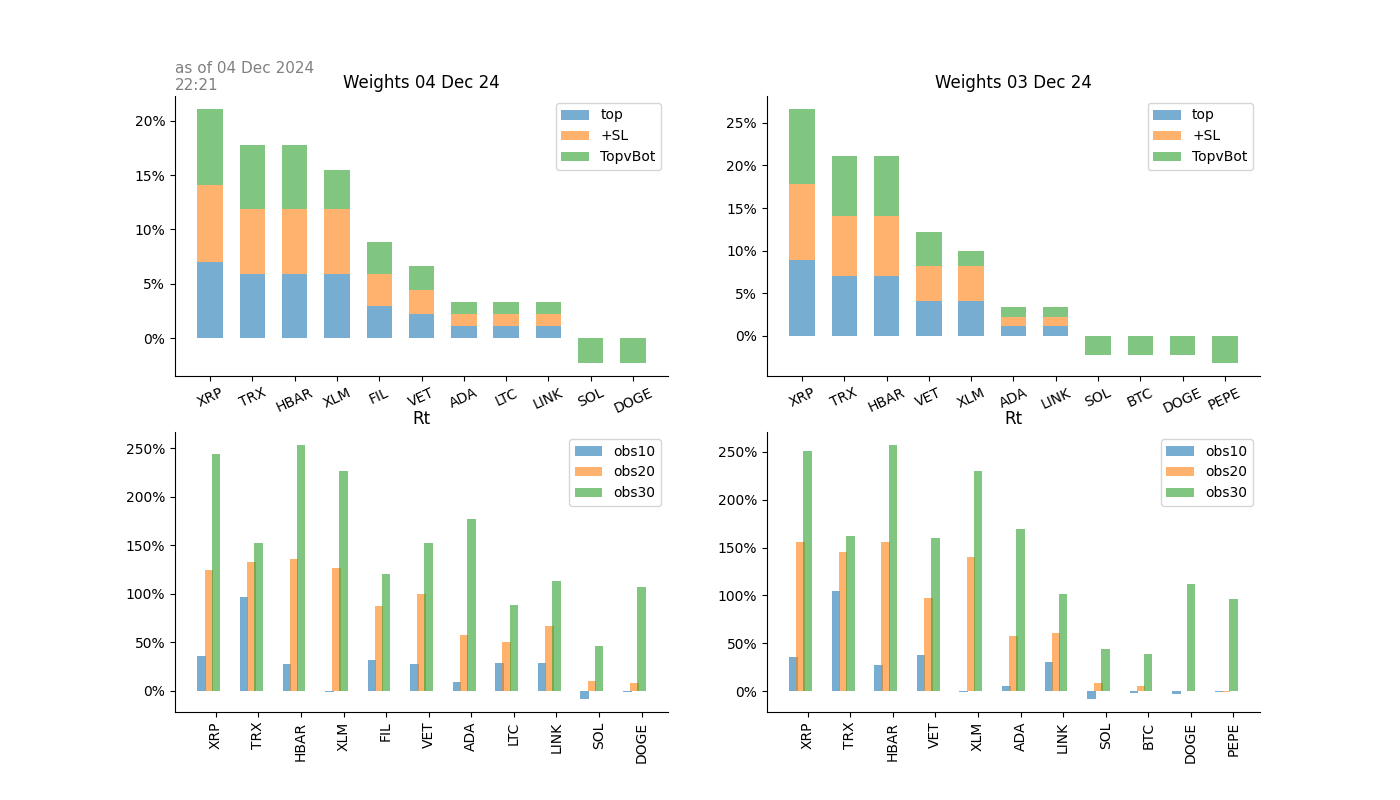 as of 04 Dec 2024
22:21
Weights 04 Dec 24
top
+SL
TopvBot
20%
15%
10%
5%
0%
XRP TRX HBAR XLM FIL VET ADA LTC LINK SOL DOGE
Weights 03 Dec 24
top
+SL
TopvBot
25%
20%
15%
10%
5%
0%
XRP TRX HBAR VET XLM ADA LINK SOL BTC DOGE PEPE
Rt
obs10
obs20
obs30
250%
200%
150%
100%
50%
0%
XRP TRX HBAR XLM FIL VET ADA LTC LINK SOL DOGE
Rt
obs10
obs20
obs30
250%
200%
150%
100%
50%
0%
XRP TRX HBAR VET XLM ADA LINK SOL BTC DOGE PEPE